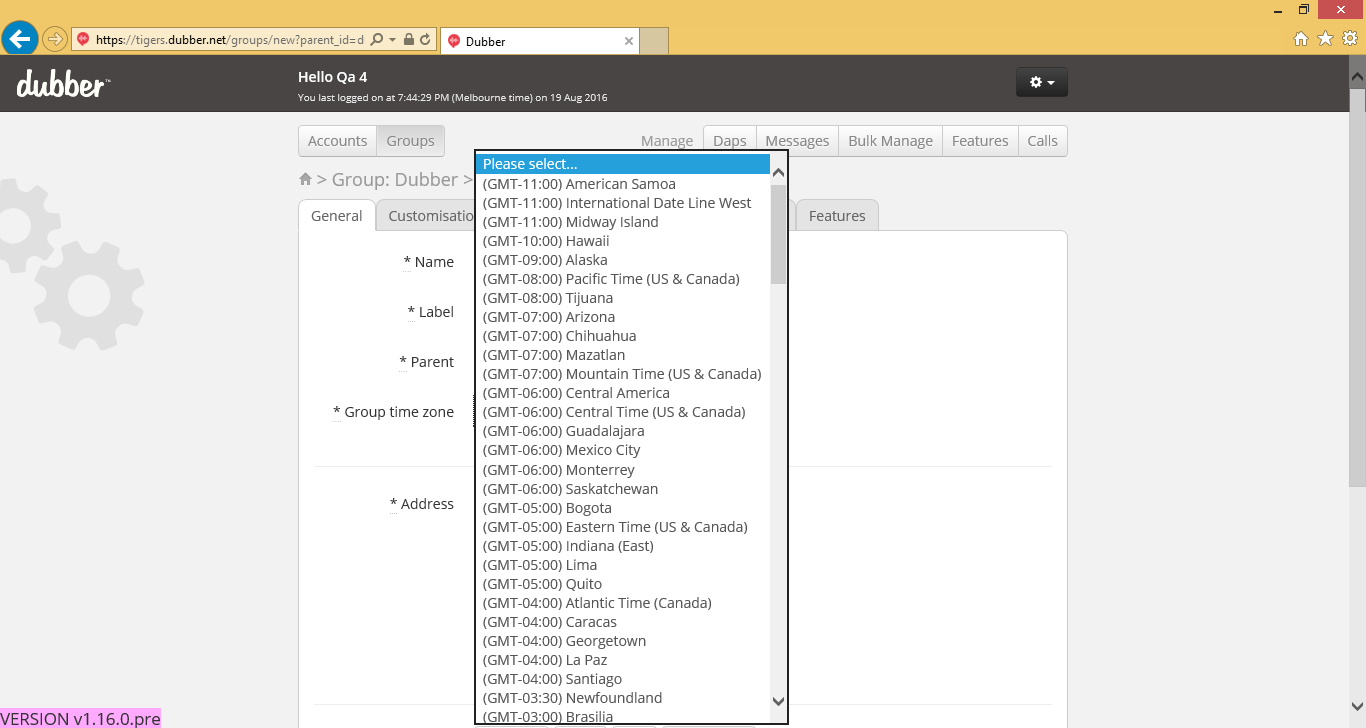 https://tigers.dubber.net/groups/new?parent_id=d
Dubber
dubber™
Hello Qa 4
You last logged on at 7:44:29 PM (Melbourne time) on 19 Aug 2016
Accounts Groups Manage Daps Messages Bulk Manage Features Calls
> Group: Dubber >
General Customisatio Features
* Name
* Label
* Parent
* Group time zone
* Address
Please select...
(GMT-11:00) American Samoa
(GMT-11:00) International Date Line West
(GMT-11:00) Midway Island
(GMT-10:00) Hawaii
(GMT-09:00) Alaska
(GMT-08:00) Pacific Time (US & Canada)
(GMT-08:00) Tijuana
(GMT-07:00) Arizona
(GMT-07:00) Chihuahua
(GMT-07:00) Mazatlan
(GMT-07:00) Mountain Time (US & Canada)
(GMT-06:00) Central America
(GMT-06:00) Central Time (US & Canada)
(GMT-06:00) Guadalajara
(GMT-06:00) Mexico City
(GMT-06:00) Monterrey
(GMT-06:00) Saskatchewan
(GMT-05:00) Bogota
(GMT-05:00) Eastern Time (US & Canada)
(GMT-05:00) Indiana (East)
(GMT-05:00) Lima
(GMT-05:00) Quito
(GMT-04:00) Atlantic Time (Canada)
(GMT-04:00) Caracas
(GMT-04:00) Georgetown
(GMT-04:00) La Paz
(GMT-04:00) Santiago
(GMT-03:30) Newfoundland
(GMT-03:00) Brasilia
VERSION v1.16.0.pre